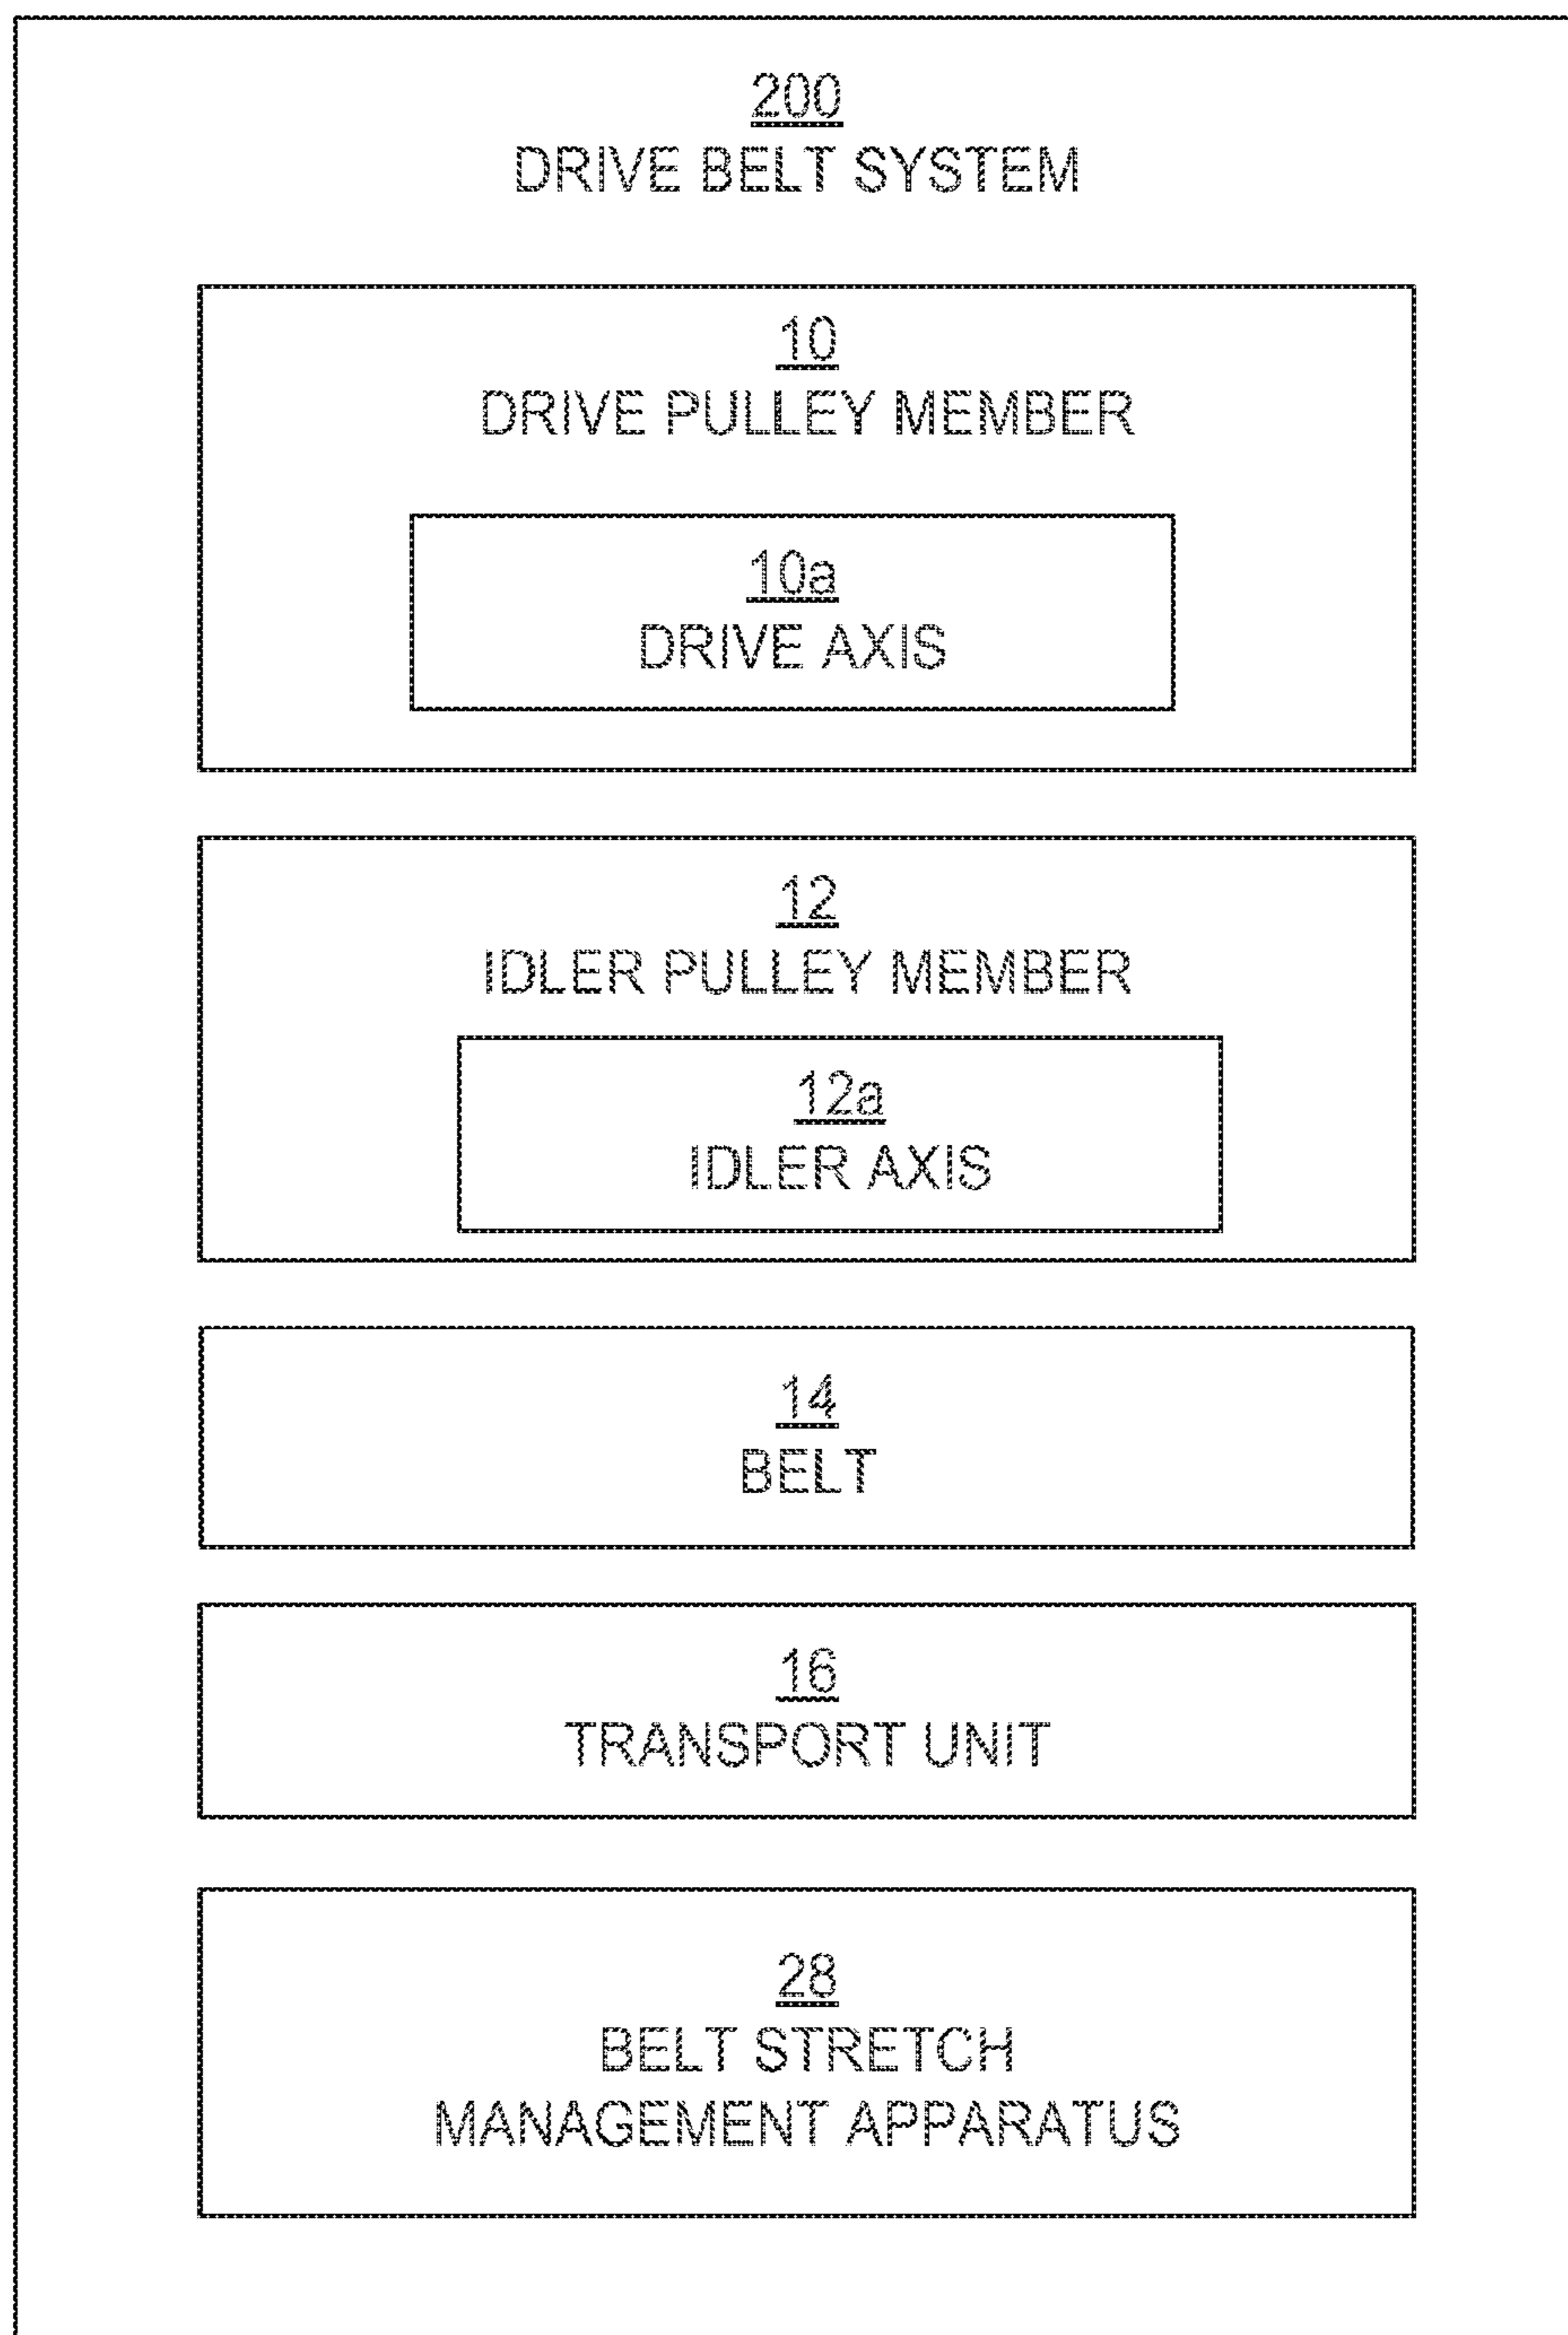 200
DRIVE BELT SYSTEM
10
DRIVE PULLEY MEMBER
10a
DRIVE AXIS
12
IDLER PULLEY MEMBER
12a
IDLER AXIS
14
BELT
16
TRANSPORT UNIT
28
BELT STRETCH
MANAGEMENT APPARATUS